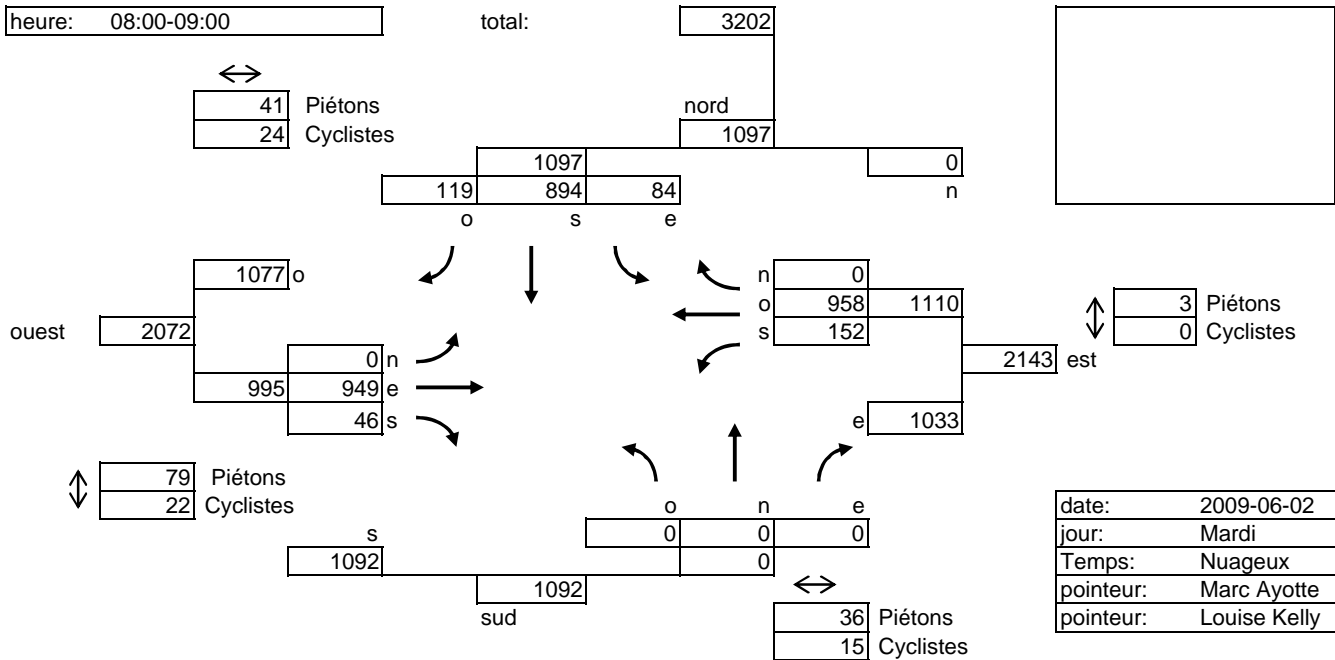 heure: 08:00-09:00 total: 3202
41 Piétons nord
24 Cyclistes 1097
1097 0
119 894 84 n
o s e
1077 o n 0
o 958 1110 3 Piétons
ouest 2072 s 152 0 Cyclistes
0 n 2143 est
995 949 e
46 s e 1033
79 Piétons
22 Cyclistes o n e date: 2009-06-02
s 0 0 0 jour: Mardi
1092 0 Temps: Nuageux
1092 pointeur: Marc Ayotte
sud 36 Piétons pointeur: Louise Kelly
15 Cyclistes